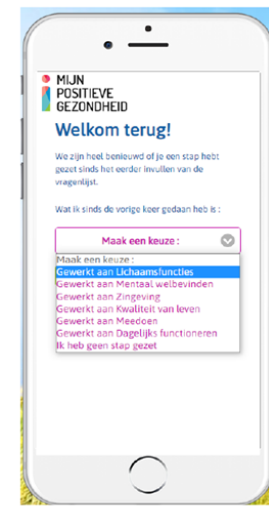 MIJN
POSITIEVE
GEZONDHEID
Welkom terug!
We zijn heel benieuwd of je een stap hebt
gezet sinds het eerder invullen van de
vragenlijst.
Wat ik sinds de vorige keer gedaan heb is :
Maak een keuze :
Maak een keuze :
Gewerkt aan Lichaamsfuncties
Gewerkt aan Mentaal welbevinden
Gewerkt aan Zingeving
Gewerkt aan Kwaliteit van leven
Gewerkt aan Meedoen
Gewerkt aan Dagelijks functioneren
Ik heb geen stap gezet